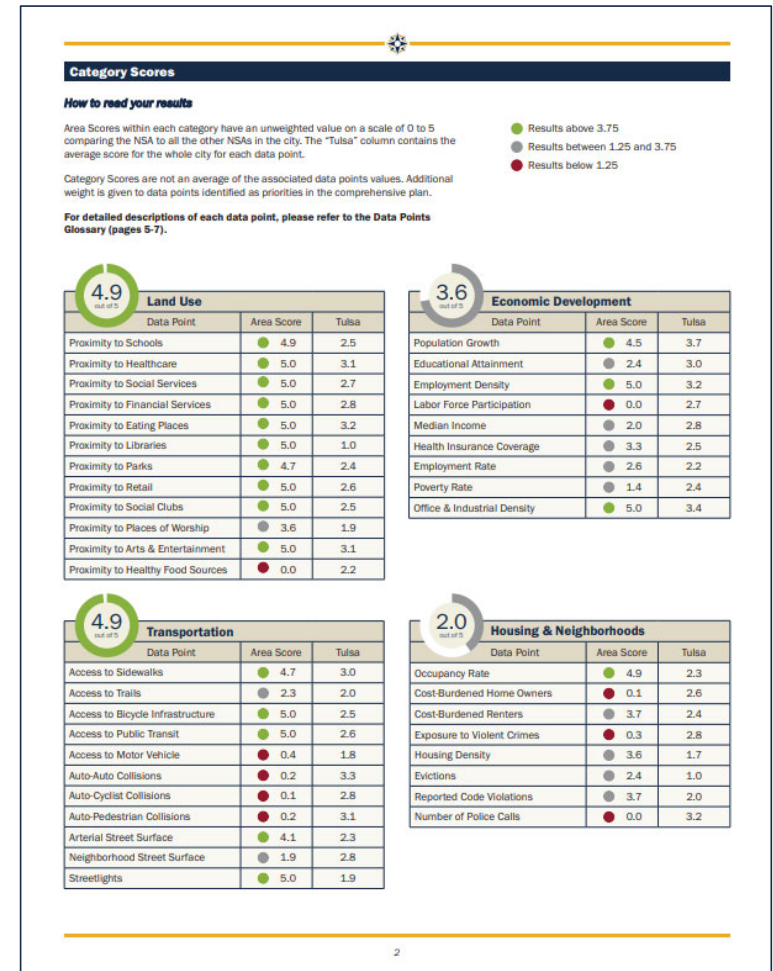 Category Scores
How to read your results
Area Scores within each category have an unweighted value on a scale of 0 to 5
comparing the NSA to all the other NSAs in the city. The “Tulsa” column contains the
average score for the whole city for each data point.
Category Scores are not an average of the associated data points values. Additional
weight is given to data points identified as priorities in the comprehensive plan.
For detailed descriptions of each data point, please refer to the Data Points
Glossary (pages 5-7).
Results above 3.75
Results between 1.25 and 3.75
Results below 1.25
4.9
out of 5
Land Use
Data Point Area Score Tulsa
Proximity to Schools 4.9 2.5
Proximity to Healthcare 5.0 3.1
Proximity to Social Services 5.0 2.7
Proximity to Financial Services 5.0 2.8
Proximity to Eating Places 5.0 3.2
Proximity to Libraries 5.0 1.0
Proximity to Parks 4.7 2.4
Proximity to Retail 5.0 2.6
Proximity to Social Clubs 5.0 2.5
Proximity to Places of Worship 3.6 1.9
Proximity to Arts & Entertainment 5.0 3.1
Proximity to Healthy Food Sources 0.0 2.2
3.6
out of 5
Economic Development
Data Point Area Score Tulsa
Population Growth 4.5 3.7
Educational Attainment 2.4 3.0
Employment Density 5.0 3.2
Labor Force Participation 0.0 2.7
Median Income 2.0 2.8
Health Insurance Coverage 3.3 2.5
Employment Rate 2.6 2.2
Poverty Rate 1.4 2.4
Office & Industrial Density 5.0 3.4
4.9
out of 5
Transportation
Data Point Area Score Tulsa
Access to Sidewalks 4.7 3.0
Access to Trails 2.3 2.0
Access to Bicycle Infrastructure 5.0 2.5
Access to Public Transit 5.0 2.6
Access to Motor Vehicle 0.4 1.8
Auto-Auto Collisions 0.2 3.3
Auto-Cyclist Collisions 0.1 2.8
Auto-Pedestrian Collisions 0.2 3.1
Arterial Street Surface 4.1 2.3
Neighborhood Street Surface 1.9 2.8
Streetlights 5.0 1.9
2.0
out of 5
Housing & Neighborhoods
Data Point Area Score Tulsa
Occupancy Rate 4.9 2.3
Cost-Burdened Home Owners 0.1 2.6
Cost-Burdened Renters 3.7 2.4
Exposure to Violent Crimes 0.3 2.8
Housing Density 3.6 1.7
Evictions 2.4 1.0
Reported Code Violations 3.7 2.0
Number of Police Calls 0.0 3.2
2